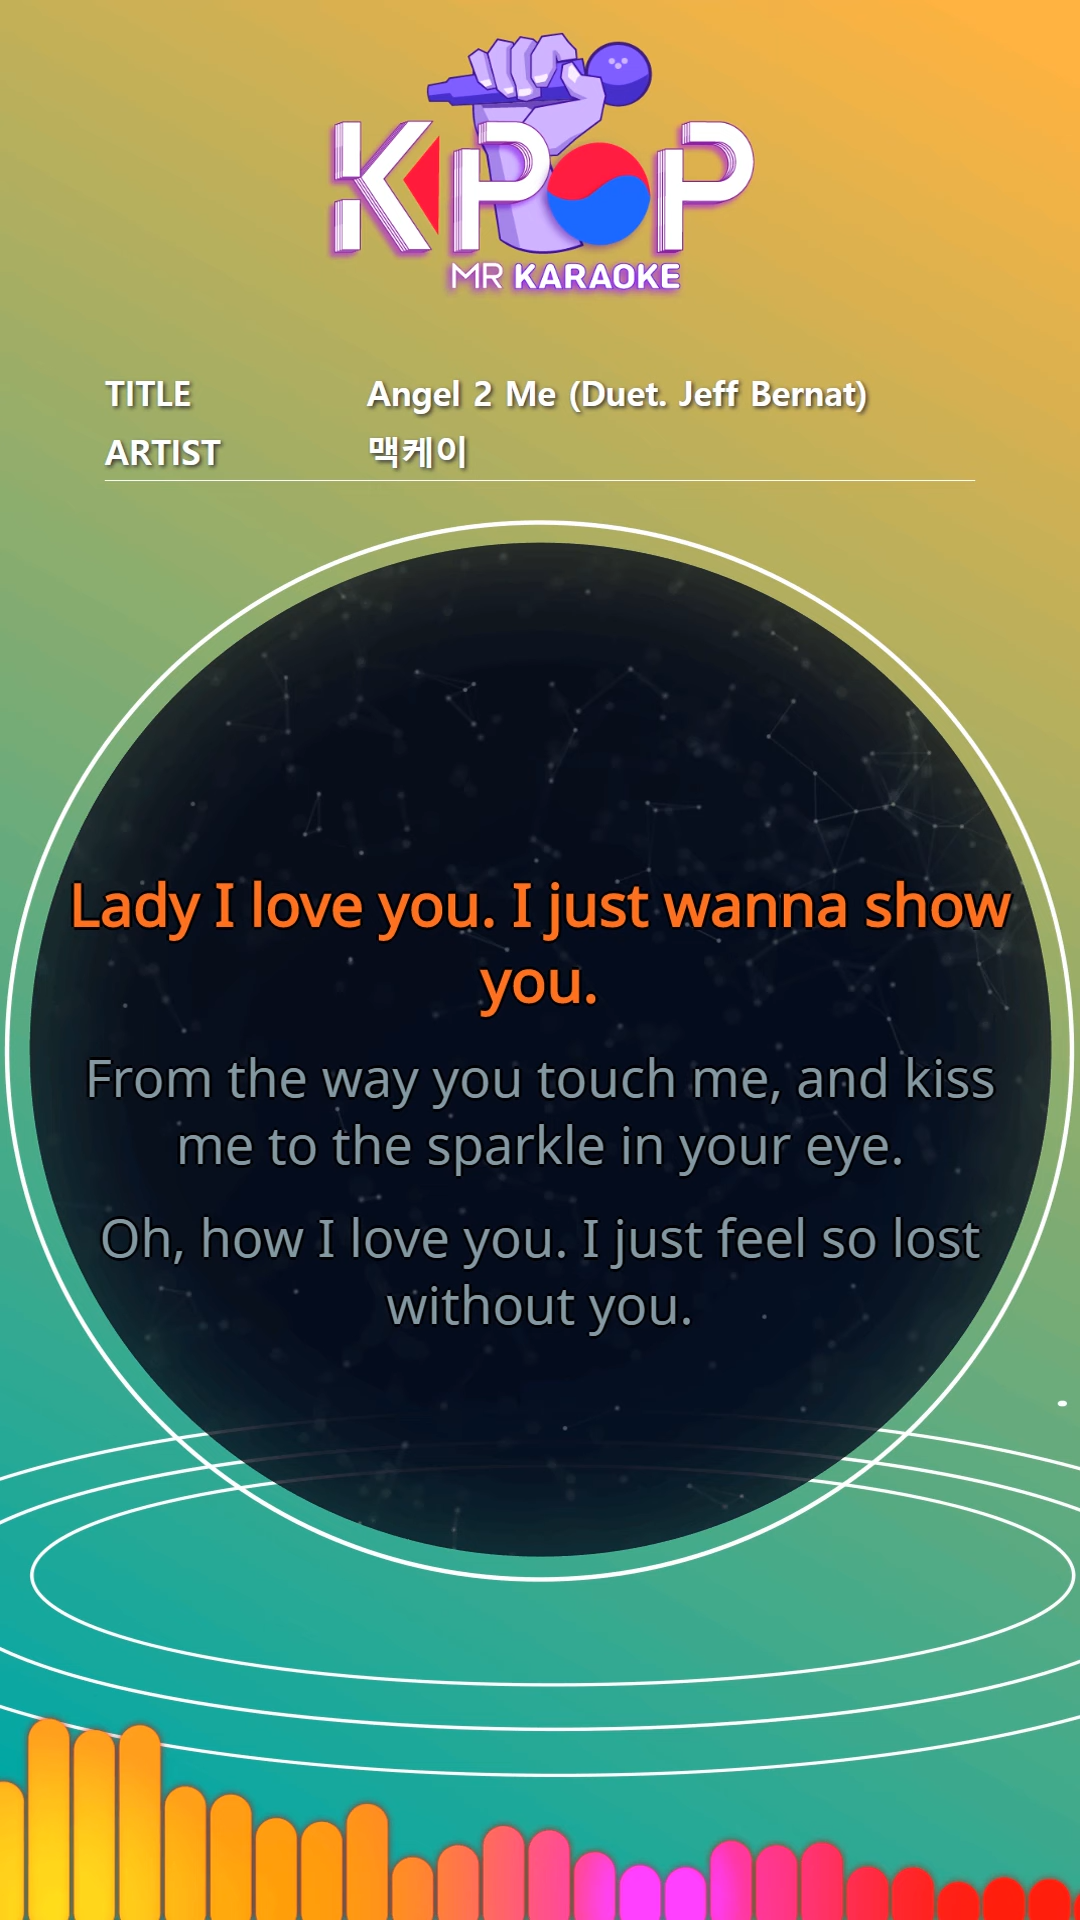 KPOP
MR KARAOKE
TITLE Angel 2 Me (Duet. Jeff Bernat)
ARTIST 맥케이
Lady I love you. I just wanna show
you.
From the way you touch me, and kiss
me to the sparkle in your eye.
Oh, how I love you. I just feel so lost
without you.